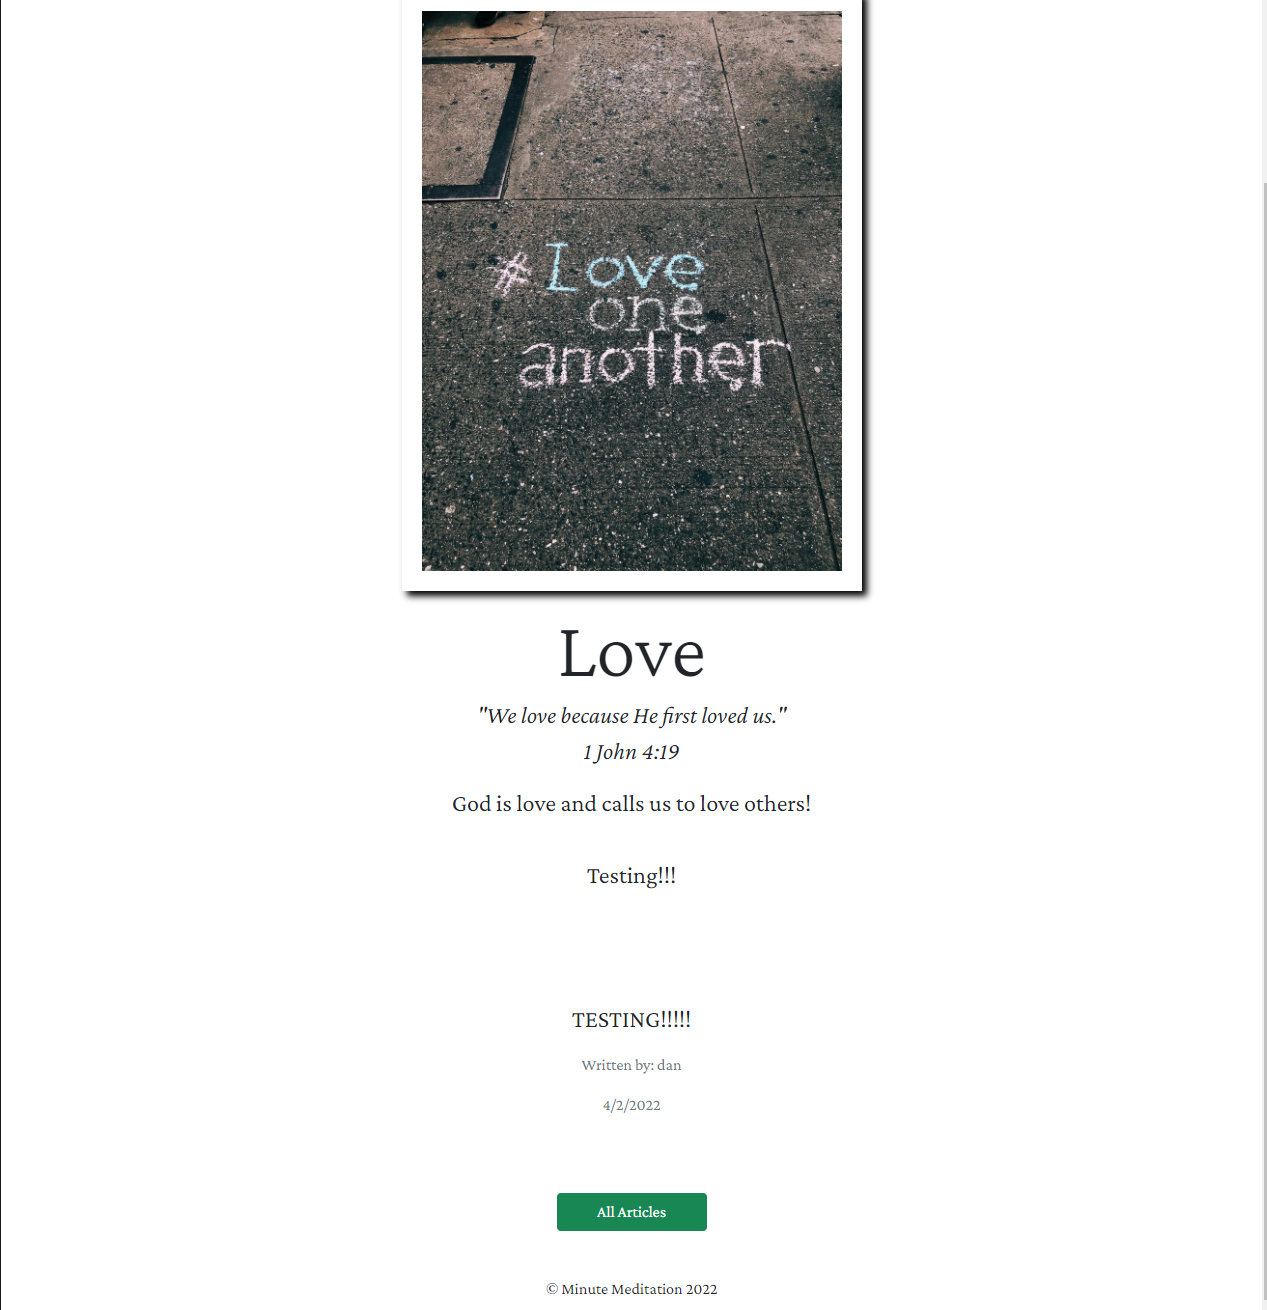 # Love
one
another
Love
"We love because He first loved us."
1 John 4:19
God is love and calls us to love others!
Testing!!!
TESTING!!!!!
Written by: dan
4/2/2022
All Articles
© Minute Meditation 2022